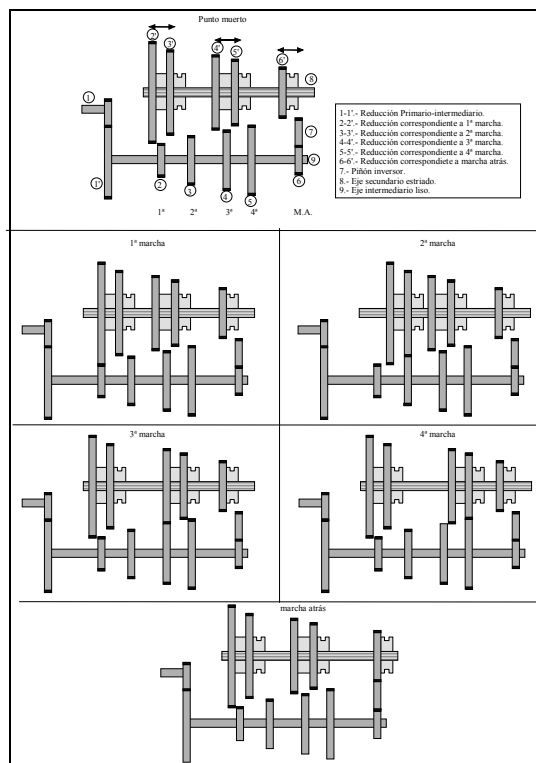 Punto muerto
2' 3' 4' 5' 6' 8
1
7
9
1' 2 3 4 5 6
1ª 2ª 3ª 4ª M.A.
1-1'.- Reducción Primario-intermediario.
2-2'.- Reducción correspondiente a 1ª marcha.
3-3'.- Reducción correspondiente a 2ª marcha.
4-4'.- Reducción correspondiente a 3ª marcha.
5-5'.- Reducción correspondiente a 4ª marcha.
6-6'.- Reducción correspondiete a marcha atrás.
7.- Piñón inversor.
8.- Eje secundario estriado.
9.- Eje intermediario liso.
1ª marcha
2ª marcha
3ª marcha
4ª marcha
marcha atrás